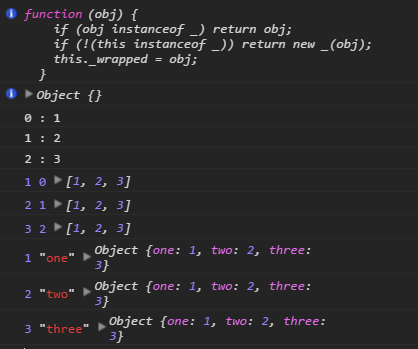 function (obj) {
if (obj instanceof _) return obj;
if (!(this instanceof _)) return new _(obj);
this._wrapped = obj;
}
Object {}
0 : 1
1 : 2
2 : 3
1 0 [1, 2, 3]
2 1 [1, 2, 3]
3 2 [1, 2, 3]
1 "one" Object {one: 1, two: 2, three:
3}
2 "two" Object {one: 1, two: 2, three:
3}
3 "three" Object {one: 1, two: 2, three:
3}